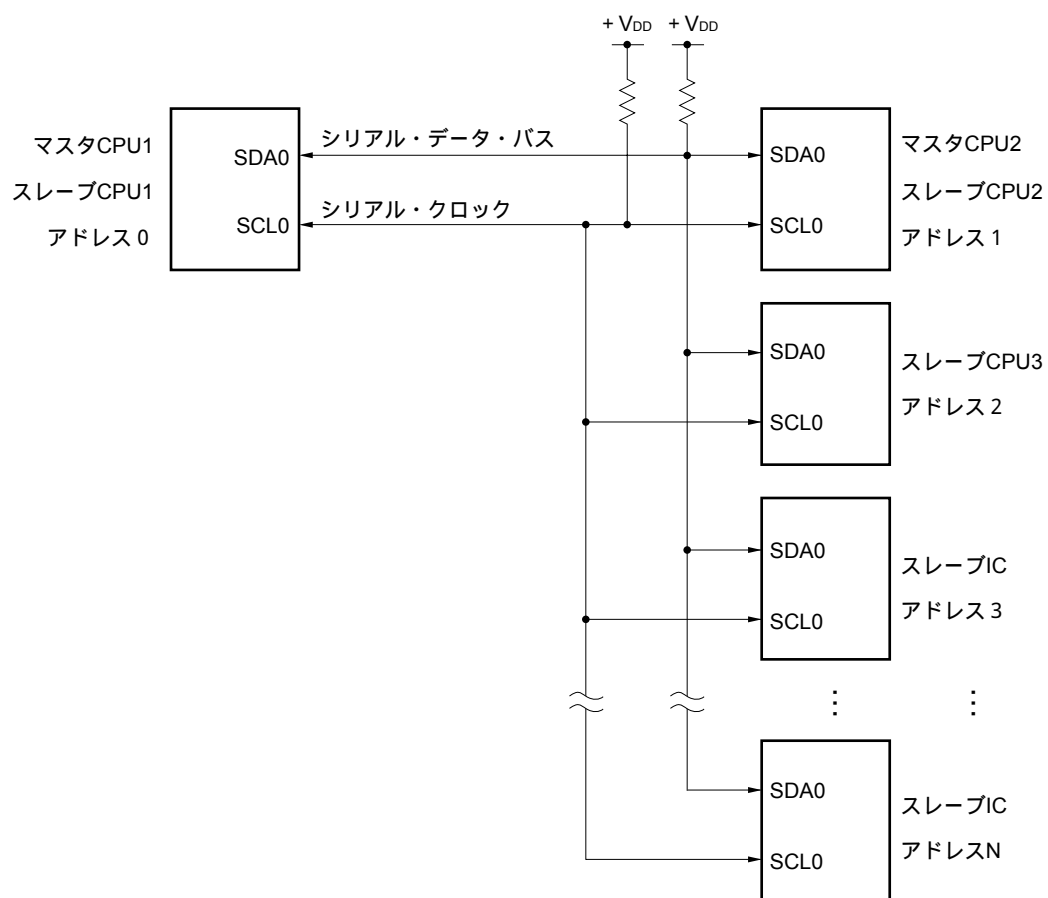 + VDD
+ VDD
マスタCPU1
スレーブCPU1
アドレス 0
SDA0
SCL0
シリアル・データ・バス
シリアル・クロック
SDA0
SCL0
マスタCPU2
スレーブCPU2
アドレス 1
SDA0
SCL0
スレーブCPU3
アドレス 2
SDA0
SCL0
スレーブIC
アドレス 3
SDA0
SCL0
スレーブIC
アドレスN